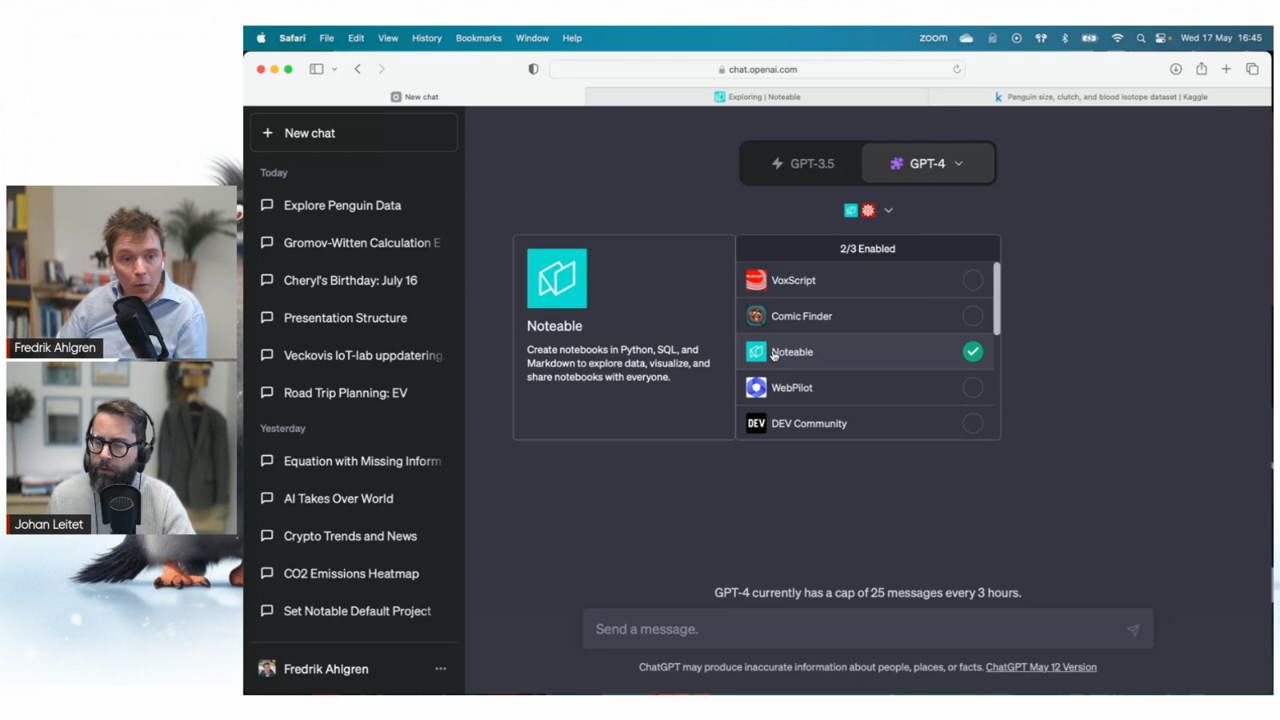 Safari File Edit View History Bookmarks Window Help
zoom
Wed 17 May 16:45
chat.openai.com
New chat
Exploring | Noteable
Penguin size, clutch, and blood isotope dataset | Kaggle
+ New chat
Today
Explore Penguin Data
Gromov-Witten Calculation E
Cheryl's Birthday: July 16
Presentation Structure
Veckovis IoT-lab uppdatering.
Road Trip Planning: EV
Yesterday
Equation with Missing Inform
AI Takes Over World
Crypto Trends and News
CO2 Emissions Heatmap
Set Notable Default Project
Fredrik Ahlgren
GPT-3.5
GPT-4
Noteable
Create notebooks in Python, SQL, and
Markdown to explore data, visualize, and
share notebooks with everyone.
2/3 Enabled
VoxScript
Comic Finder
Noteable
WebPilot
DEV DEV Community
GPT-4 currently has a cap of 25 messages every 3 hours.
Send a message.
ChatGPT may produce inaccurate information about people, places, or facts. ChatGPT May 12 Version
Fredrik Ahlgren
Johan Leitet